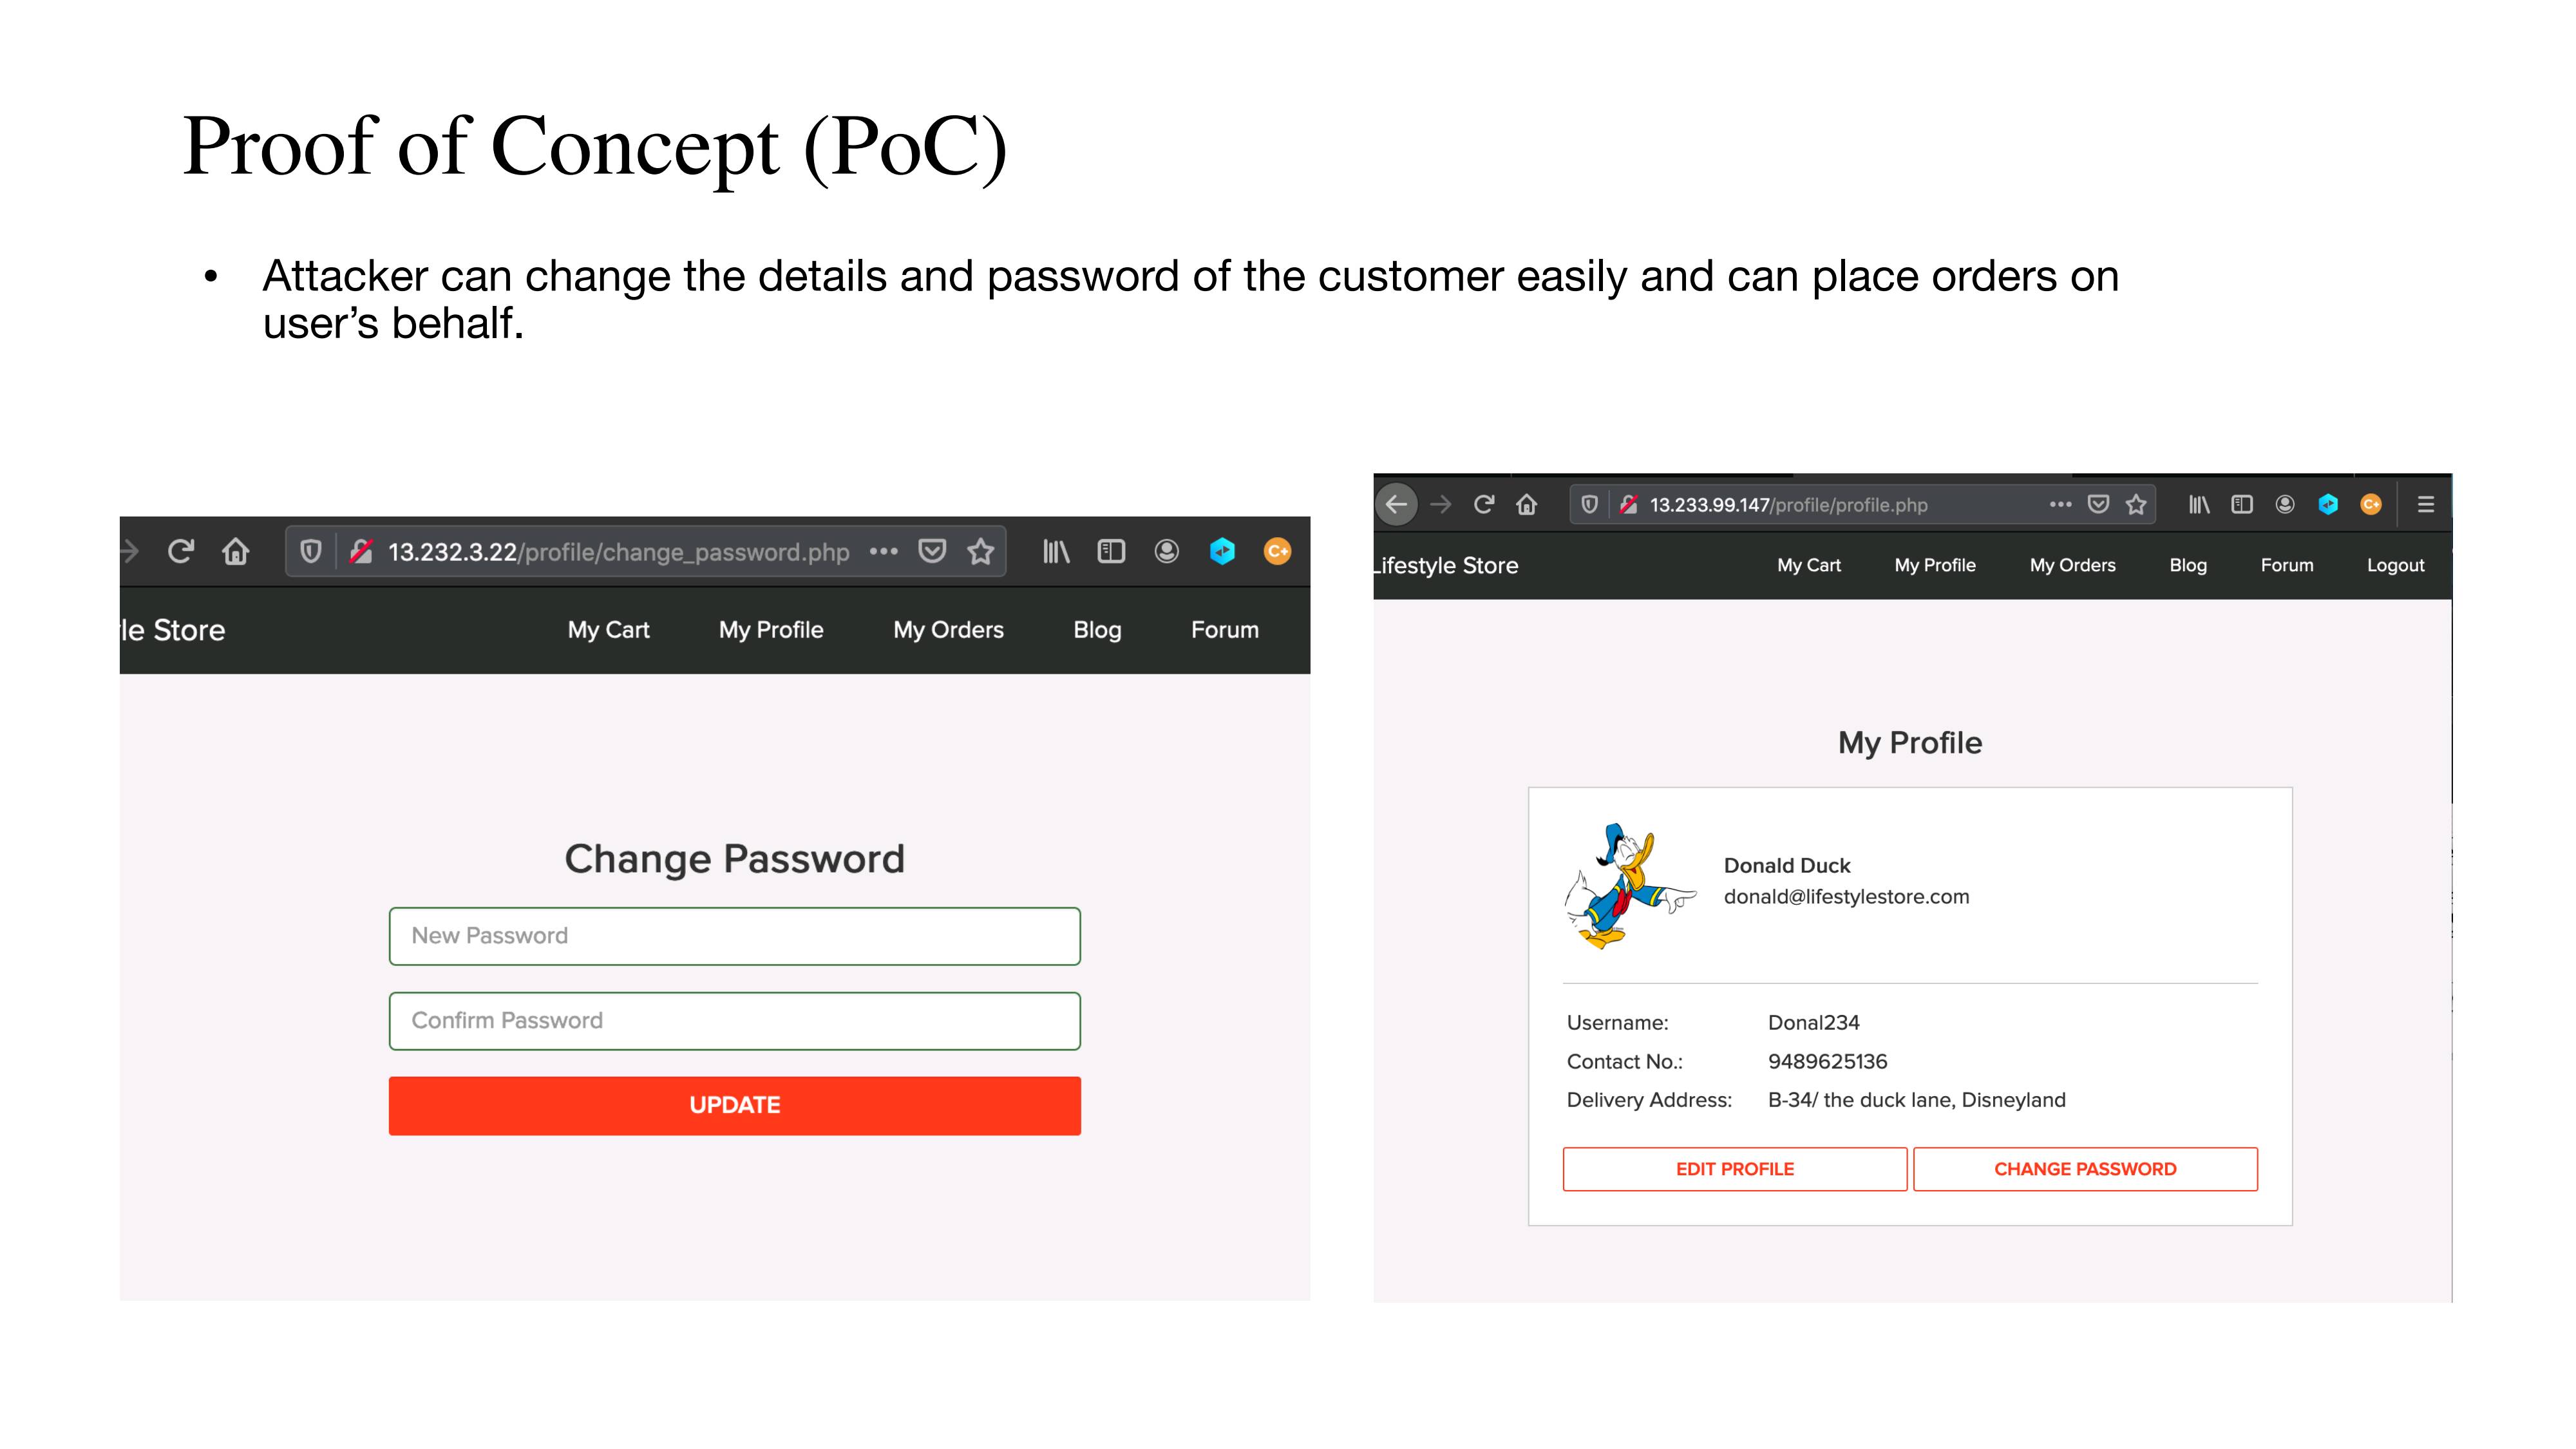 Proof of Concept (PoC)
• Attacker can change the details and password of the customer easily and can place orders on
user’s behalf.
13.232.3.22/profile/change_password.php
C+
le Store My Cart My Profile My Orders Blog Forum
Change Password
New Password
Confirm Password
UPDATE
13.233.99.147/profile/profile.php
C+
Lifestyle Store My Cart My Profile My Orders Blog Forum Logout
My Profile
Donald Duck
donald@lifestylestore.com
Username: Donal234
Contact No.: 9489625136
Delivery Address: B-34/ the duck lane, Disneyland
EDIT PROFILE CHANGE PASSWORD